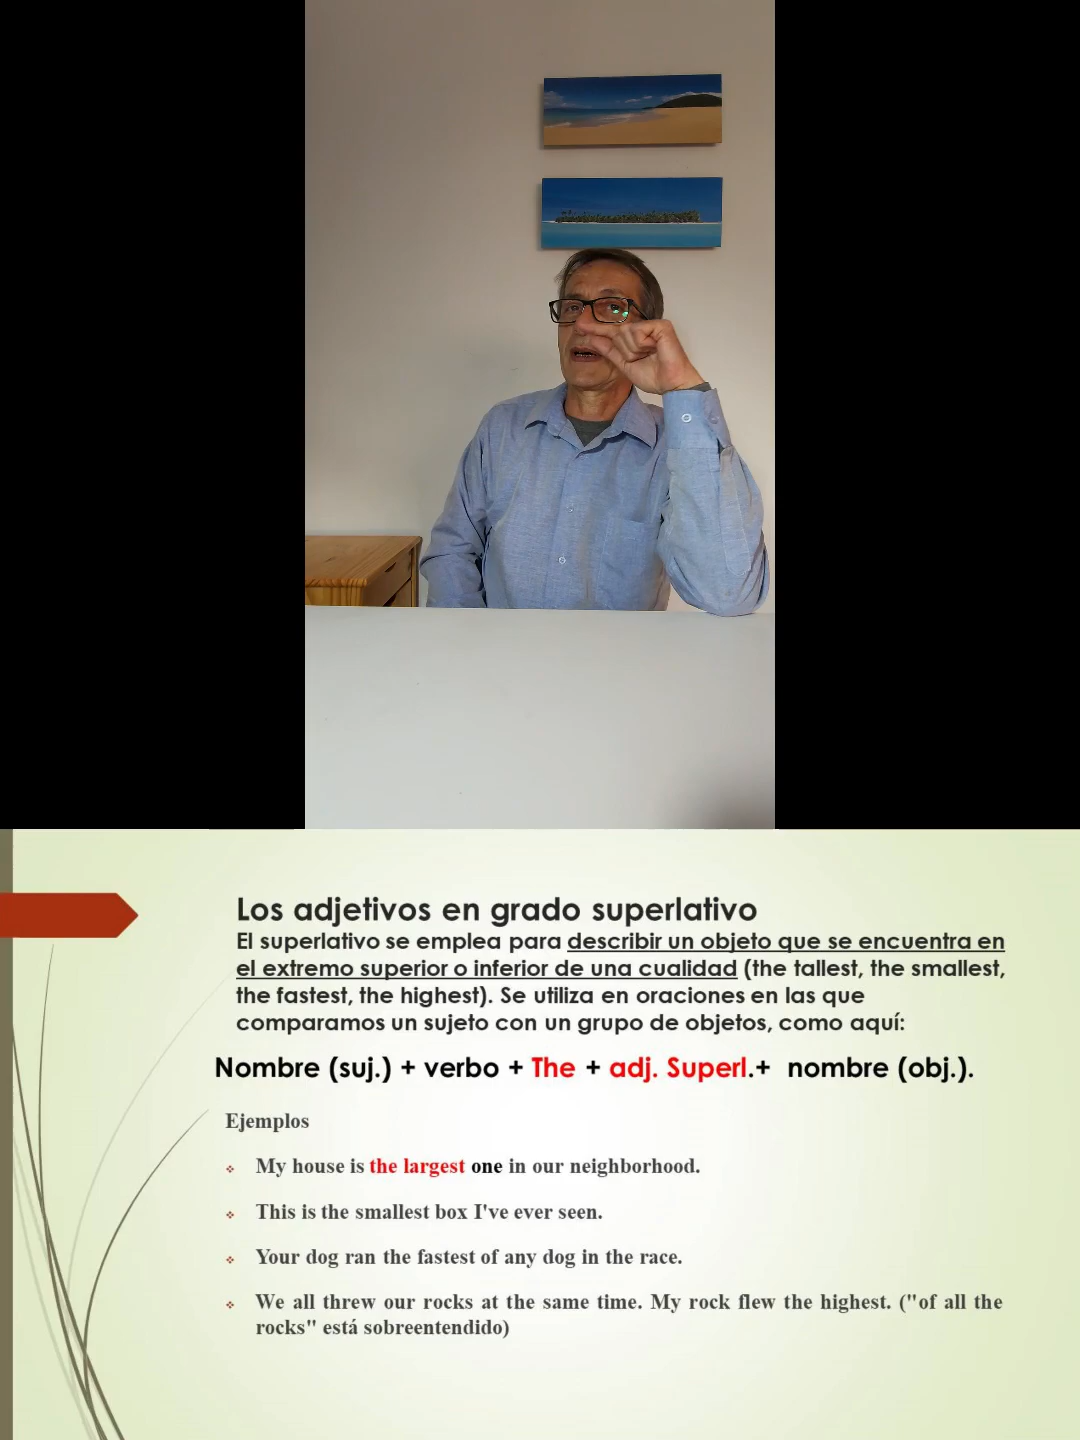 Los adjetivos en grado superlativo
El superlativo se emplea para describir un objeto que se encuentra en
el extremo superior o inferior de una cualidad (the tallest, the smallest,
the fastest, the highest). Se utiliza en oraciones en las que
comparamos un sujeto con un grupo de objetos, como aquí:
Nombre (suj.) + verbo + The + adj. Superl.+ nombre (obj.).
Ejemplos
My house is the largest one in our neighborhood.
This is the smallest box I've ever seen.
Your dog ran the fastest of any dog in the race.
We all threw our rocks at the same time. My rock flew the highest. ("of all the
rocks" está sobreentendido)